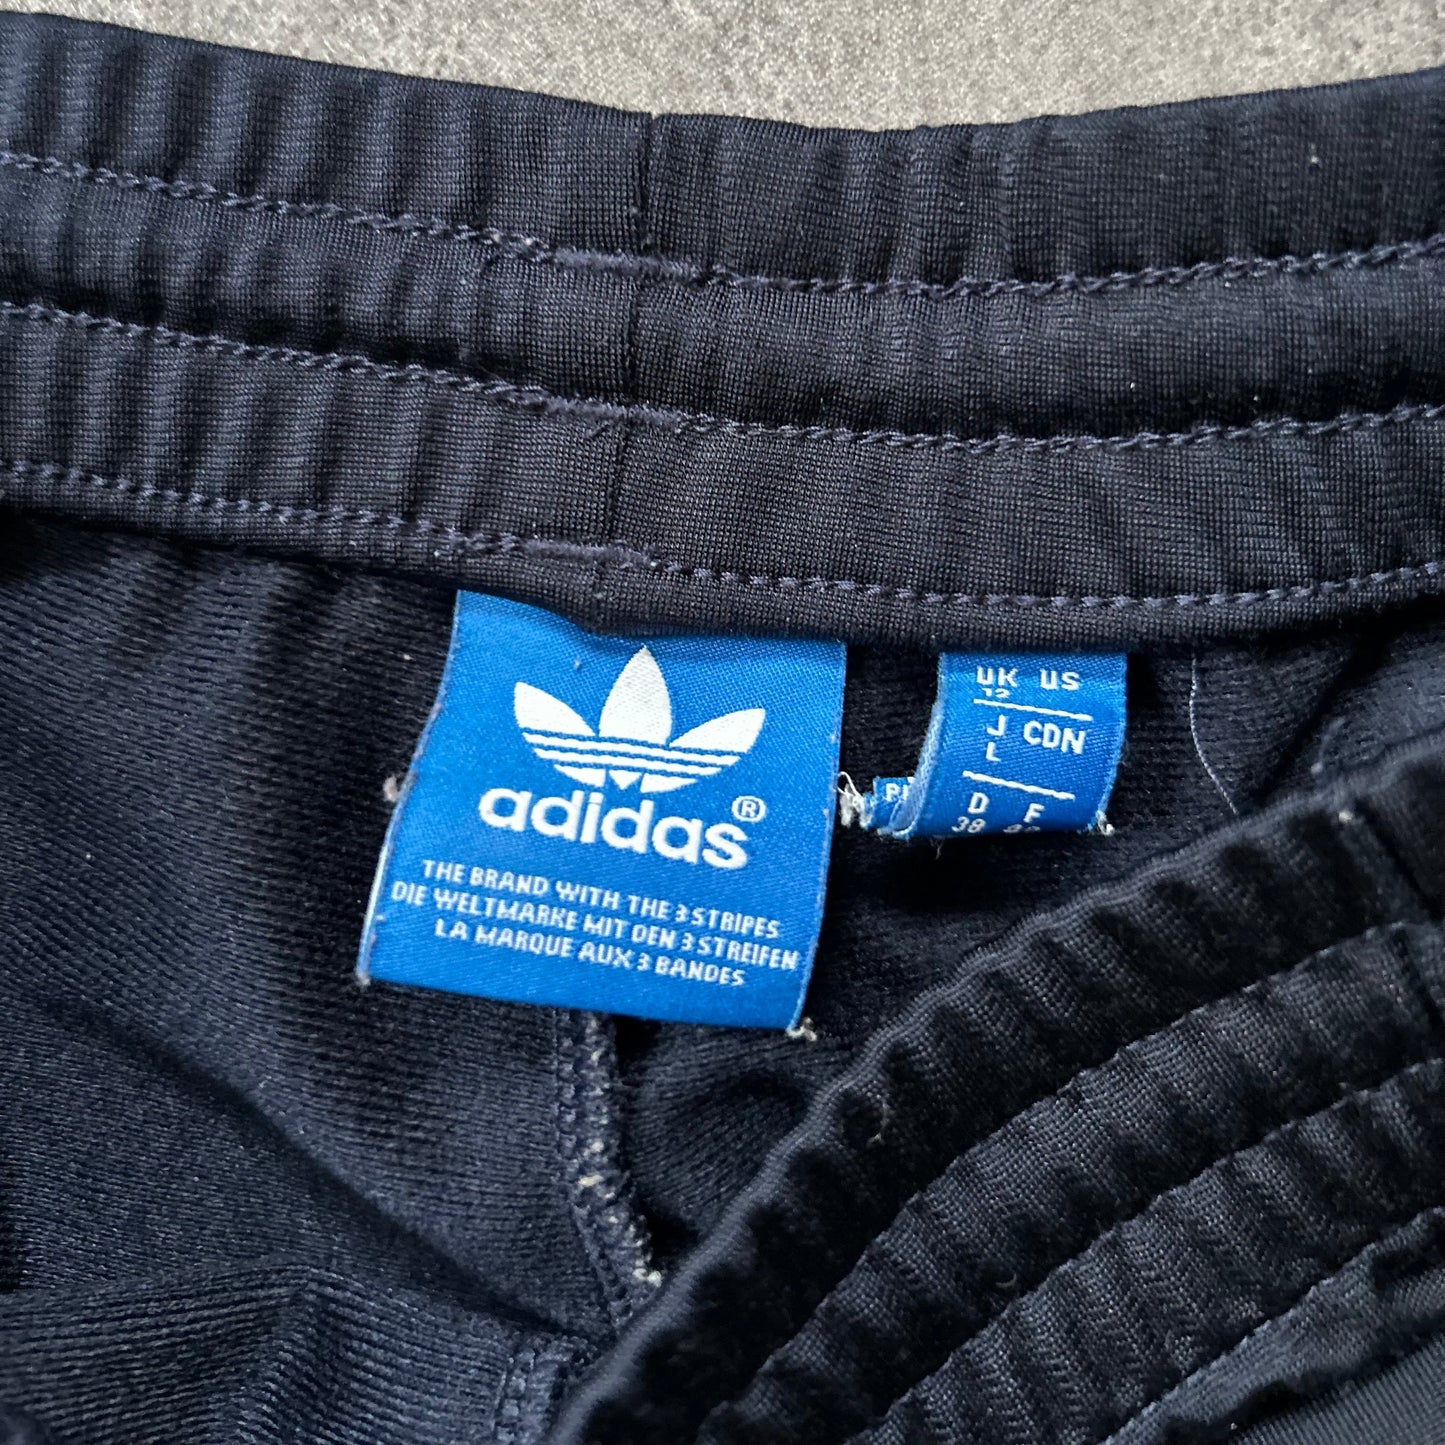 adidas®
THE BRAND WITH THE 3 STRIPES
DIE WELTMARKE MIT DEN 3 STREIFEN
LA MARQUE AUX 3 BANDES
UK US
12
J CDN
L
D F
38